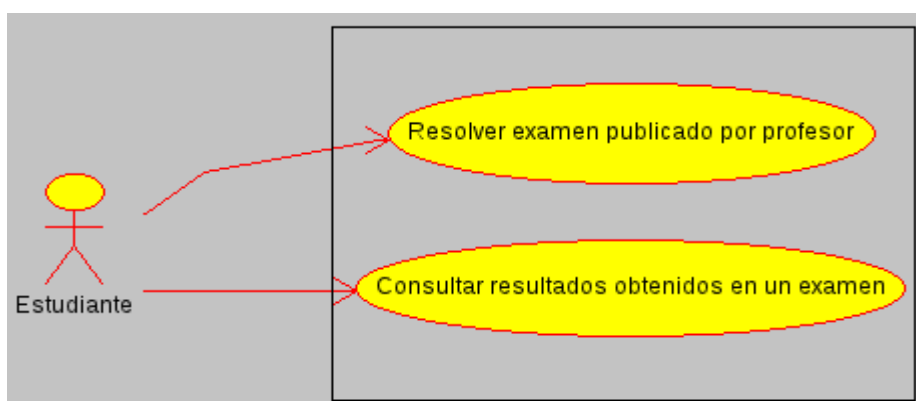 Resolver examen publicado por profesor
Consultar resultados obtenidos en un examen
Estudiante